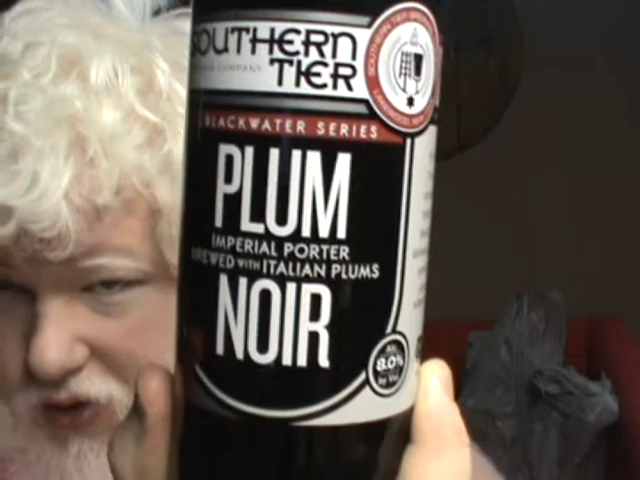 SOUTHERN
TIER
BLACKWATER SERIES
PLUM
IMPERIAL PORTER
BREWED WITH ITALIAN PLUMS
NOIR
8.0%